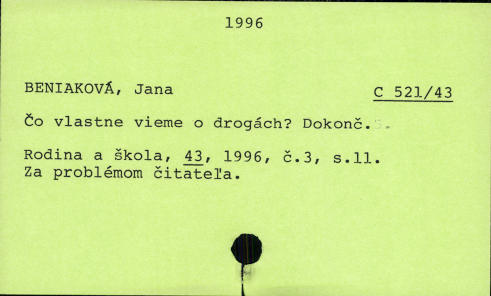 1996
BENIAKOVÁ, Jana C 521/43
Čo vlastne vieme o drogách? Dokonč.
Rodina a škola, 43, 1996, č.3, s.11.
Za problémom čitateľa.